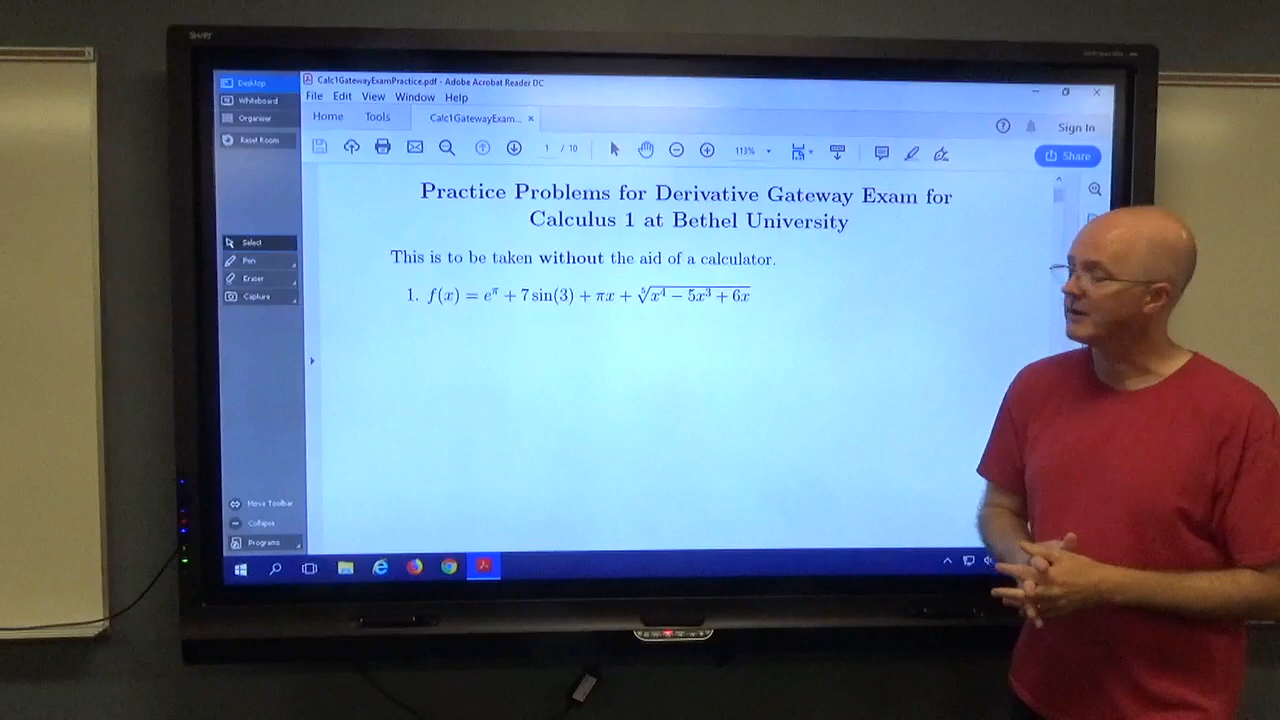 SMART
Calc1GatewayExamPractice.pdf - Adobe Acrobat Reader DC
File Edit View Window Help
Home Tools Calc1GatewayExam... ×
Sign In
1 / 10 113% Share
Desktop
Whiteboard
Organiser
Reset Room
Select
Pen
Eraser
Capture
Move Toolbar
Collapse
Programs
Practice Problems for Derivative Gateway Exam for
Calculus 1 at Bethel University
This is to be taken without the aid of a calculator.
1. f(x) = e^π + 7 sin(3) + πx + ⁵√(x⁴ − 5x³ + 6x)